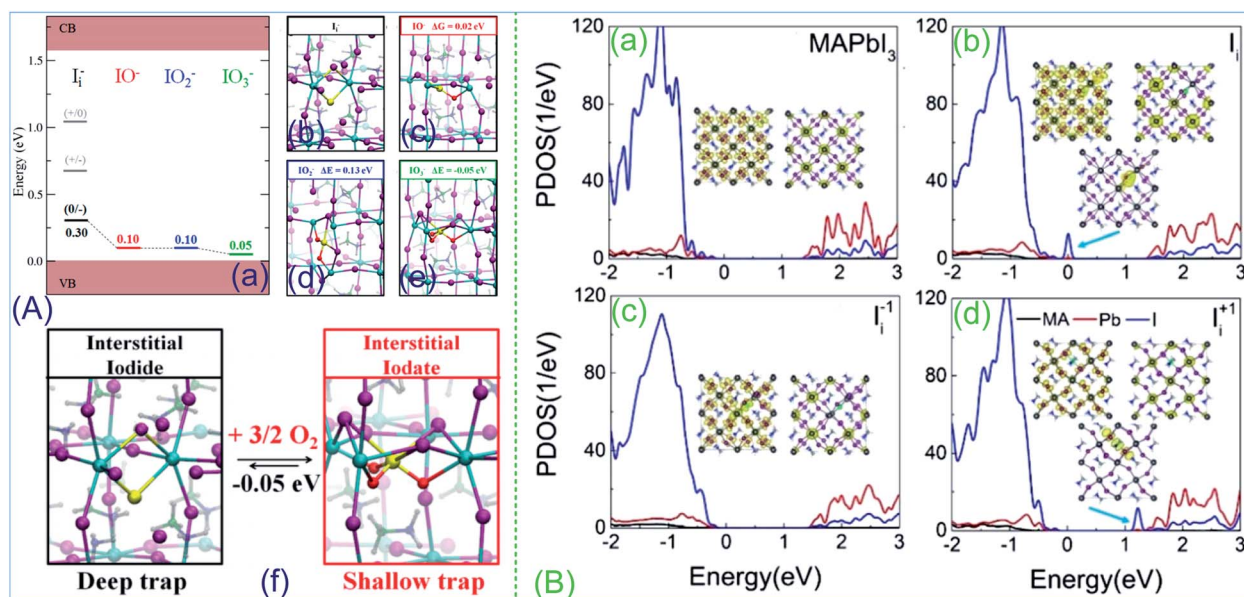 CB
1.5
1.0
0.5
0.0
Energy (eV)
I_i^-
IO^-
IO_2^-
IO_3^-
(+/0)
(+/-)
(0/-)
0.30
0.10
0.10
0.05
VB
(a)
I_i^-
(b)
IO^- ΔG = 0.02 eV
(c)
IO_2^- ΔE = 0.13 eV
(d)
IO_3^- ΔE = -0.05 eV
(e)
(A)
Interstitial
Iodide
Deep trap
+ 3/2 O_2
-0.05 eV
(f)
Interstitial
Iodate
Shallow trap
(a)
MAPbI_3
PDOS(1/eV)
120
80
40
0
-2 -1 0 1 2 3
(b)
I_i
120
80
40
0
-2 -1 0 1 2 3
(c)
I_i^-1
PDOS(1/eV)
120
80
40
0
-2 -1 0 1 2 3
Energy(eV)
(d)
MA Pb I
I_i^+1
120
80
40
0
-2 -1 0 1 2 3
Energy(eV)
(B)